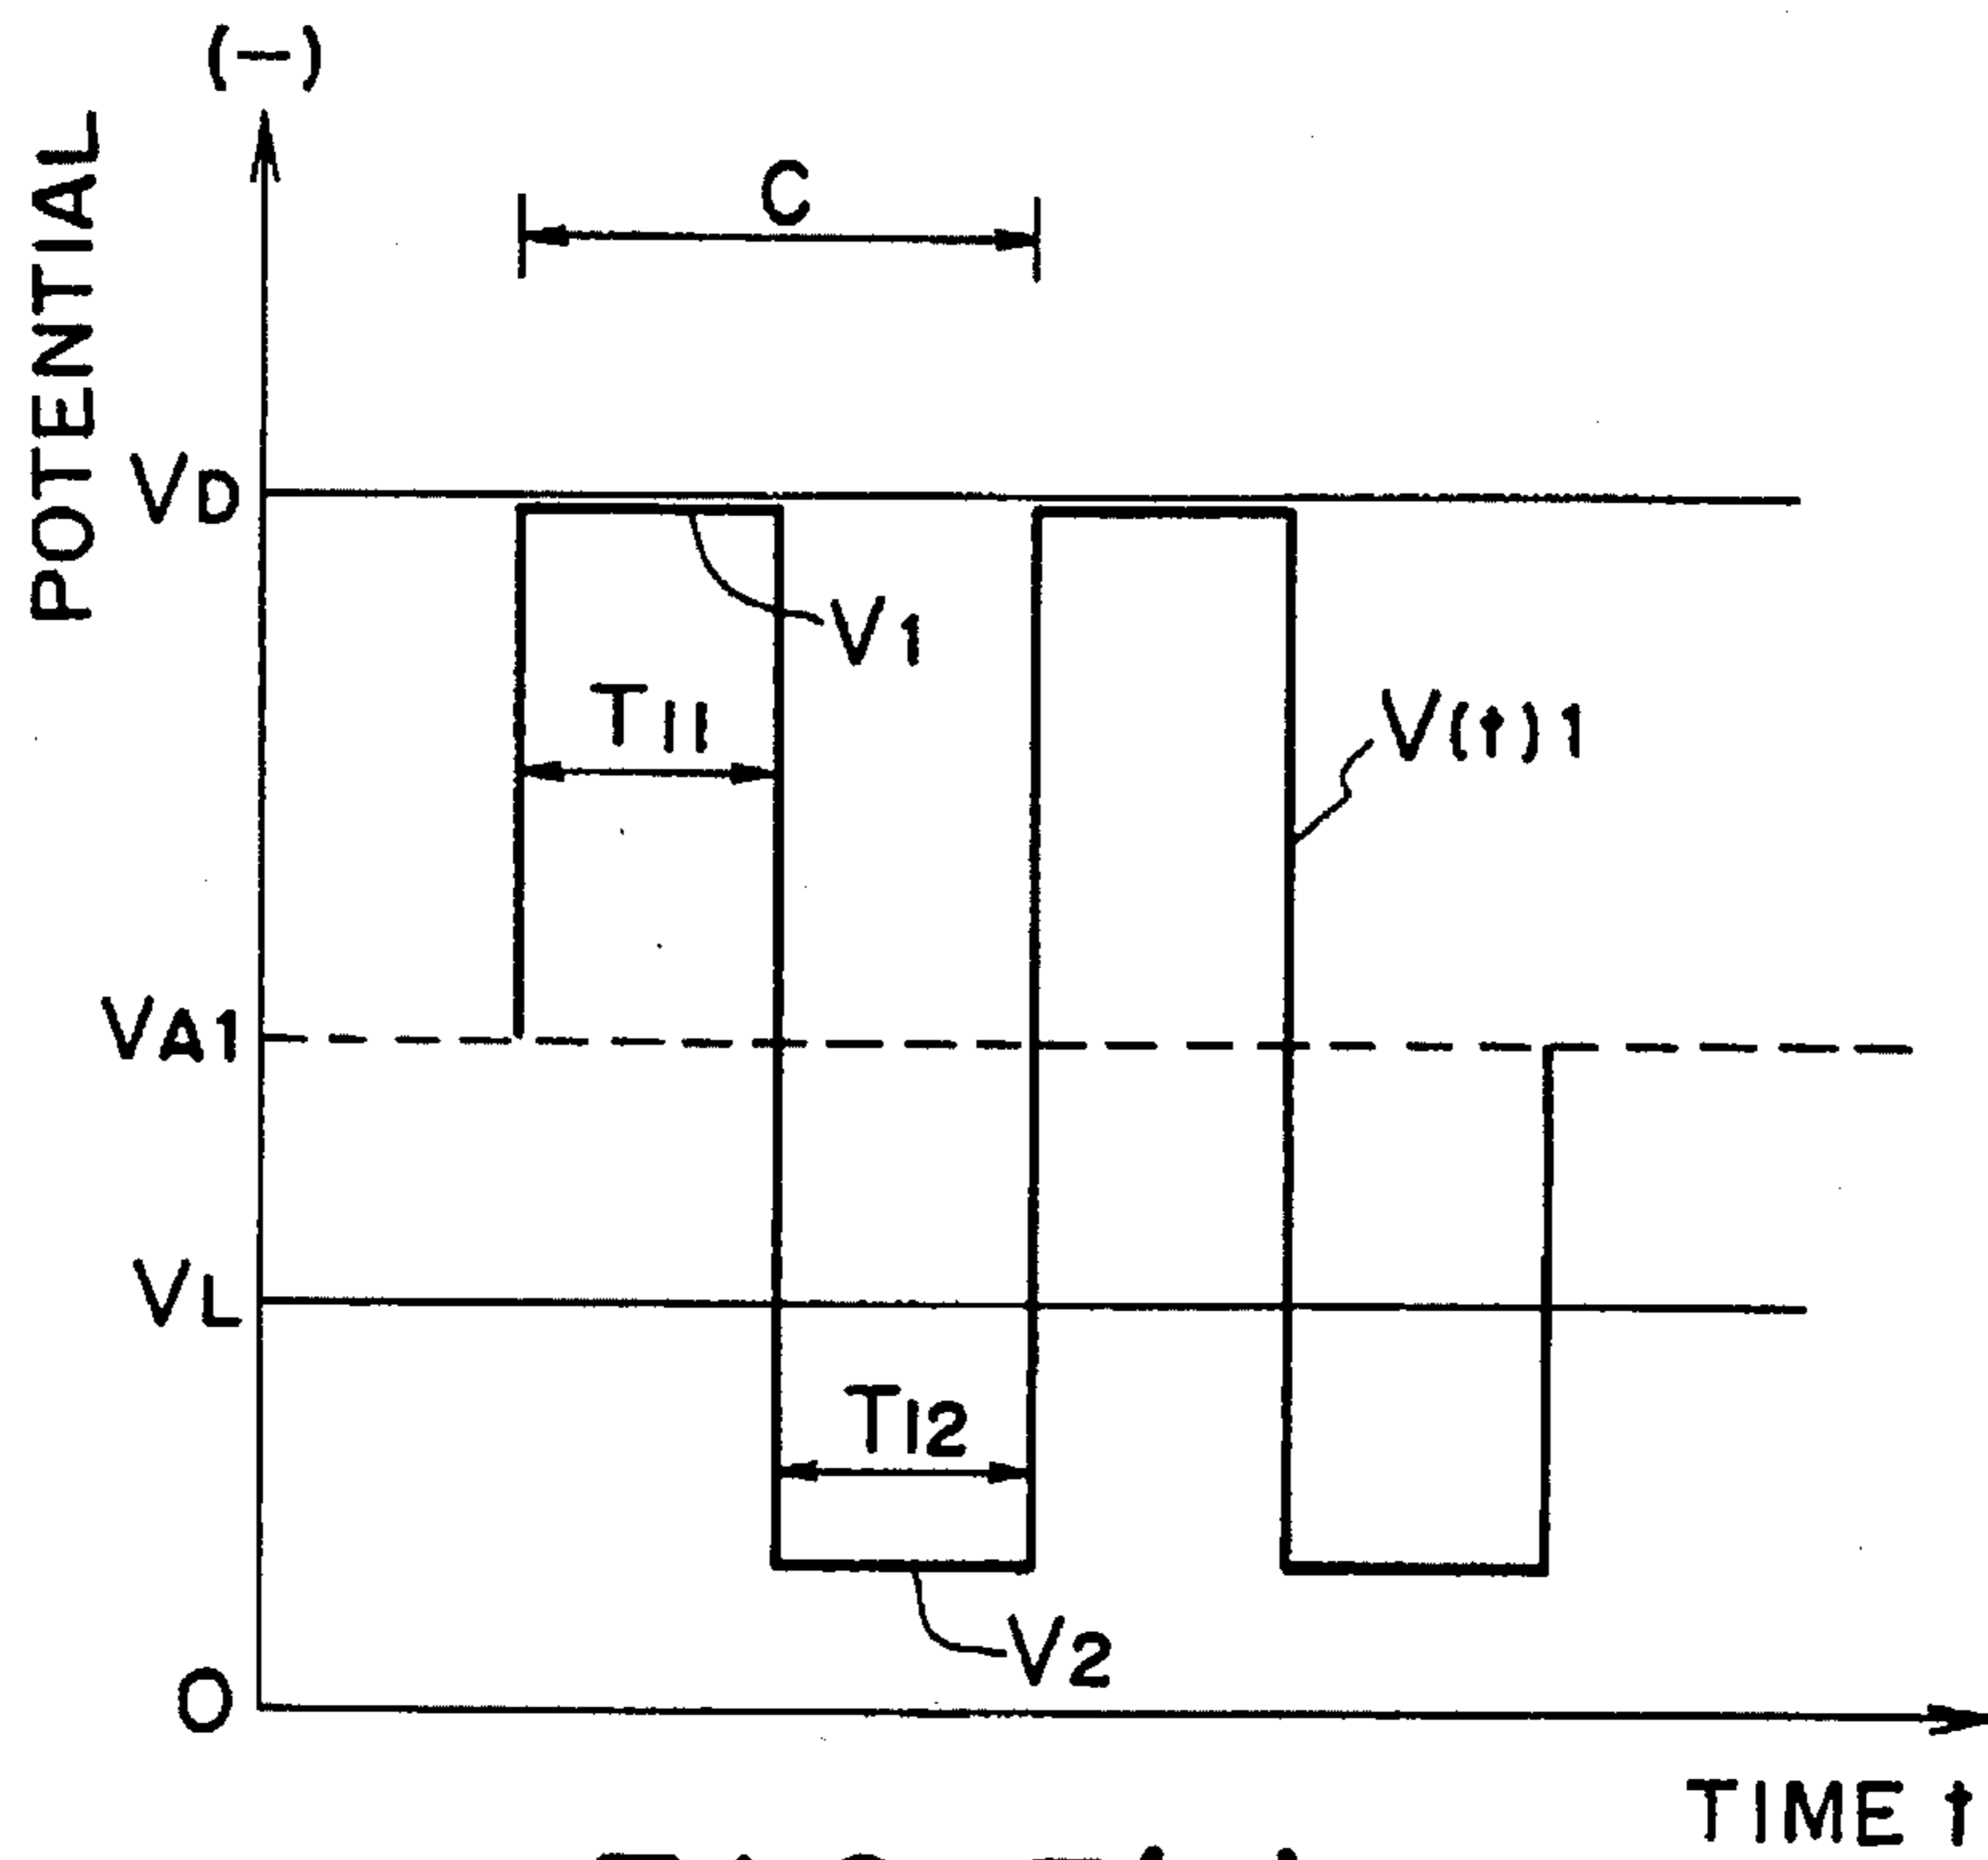 (-)
POTENTIAL
C
VD
V1
T11
V(t)1
VA1
VL
T12
V2
O
TIME t